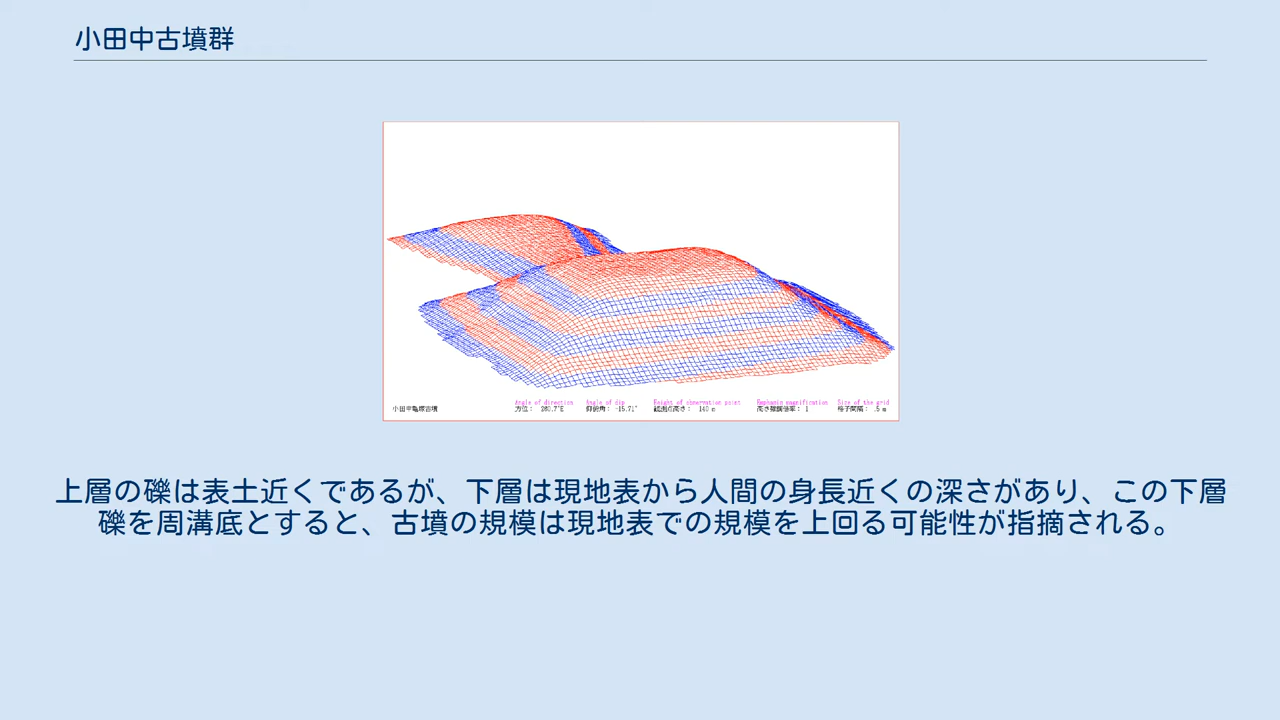 小田中古墳群
小田中亀塚古墳
Angle of direction
方位： 260.7°E
Angle of dip
仰俯角： -15.71°
Height of observation point
観測点高さ： 140 m
Emphasis magnification
高さ強調倍率： 1
Size of the grid
格子間隔： .5 m
上層の礫は表土近くであるが、下層は現地表から人間の身長近くの深さがあり、この下層
礫を周溝底とすると、古墳の規模は現地表での規模を上回る可能性が指摘される。